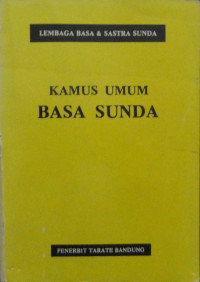 LEMBAGA BASA & SASTRA SUNDA
KAMUS UMUM
BASA SUNDA
PENERBIT TARATE BANDUNG